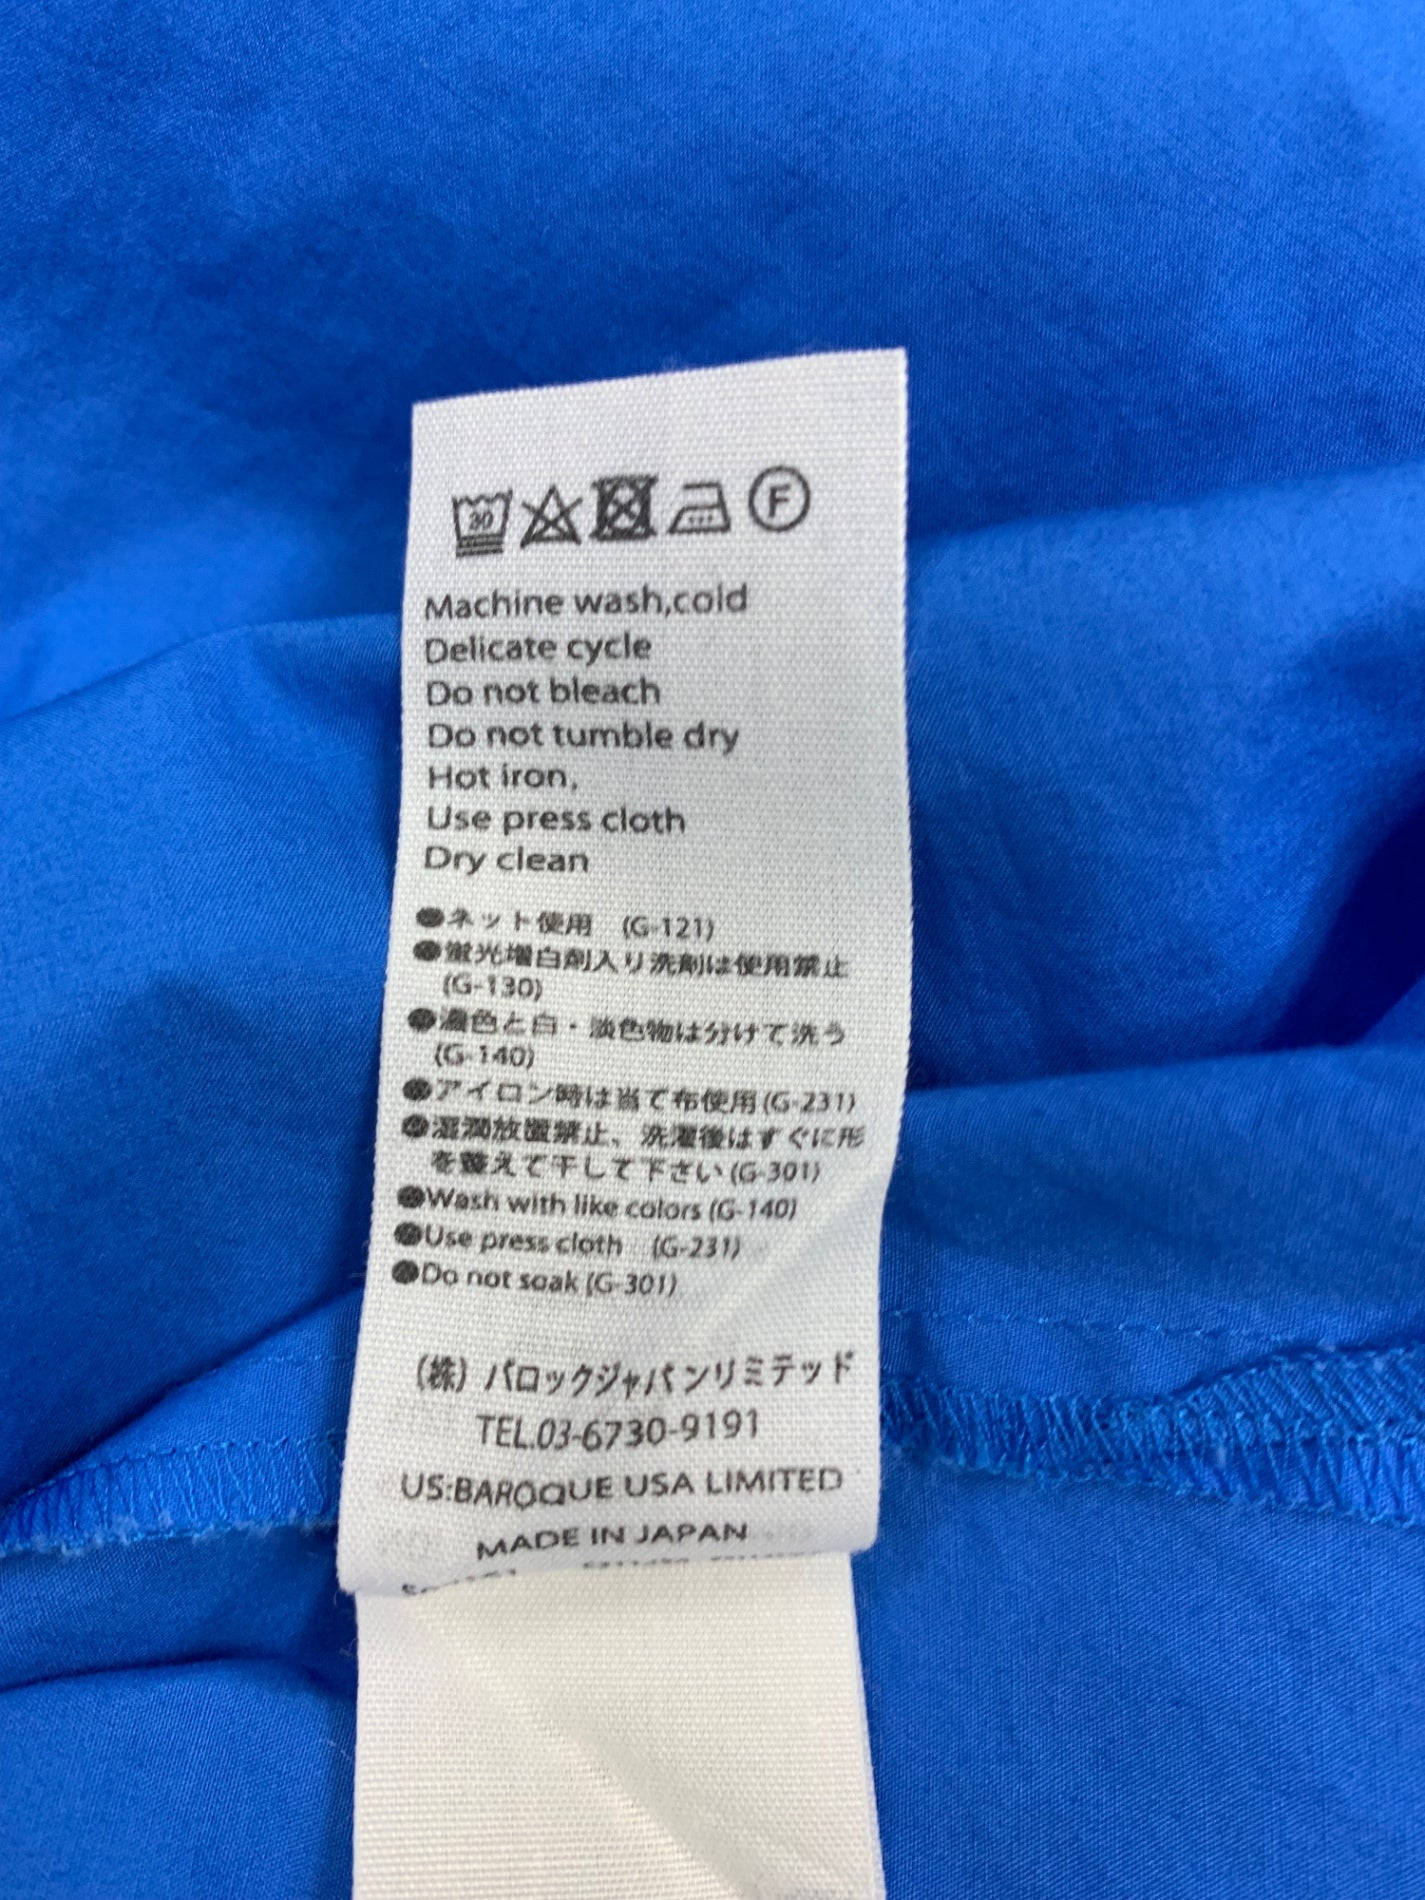 30
F
Machine wash,cold
Delicate cycle
Do not bleach
Do not tumble dry
Hot iron,
Use press cloth
Dry clean
●ネット使用 (G-121)
●蛍光増白剤入り洗剤は使用禁止
(G-130)
●濃色と白・淡色物は分けて洗う
(G-140)
●アイロン時は当て布使用(G-231)
●湿潤放置禁止、洗濯後はすぐに形
を整えて干して下さい(G-301)
●Wash with like colors (G-140)
●Use press cloth (G-231)
●Do not soak (G-301)
(株) バロックジャパンリミテッド
TEL.03-6730-9191
US:BAROQUE USA LIMITED
MADE IN JAPAN